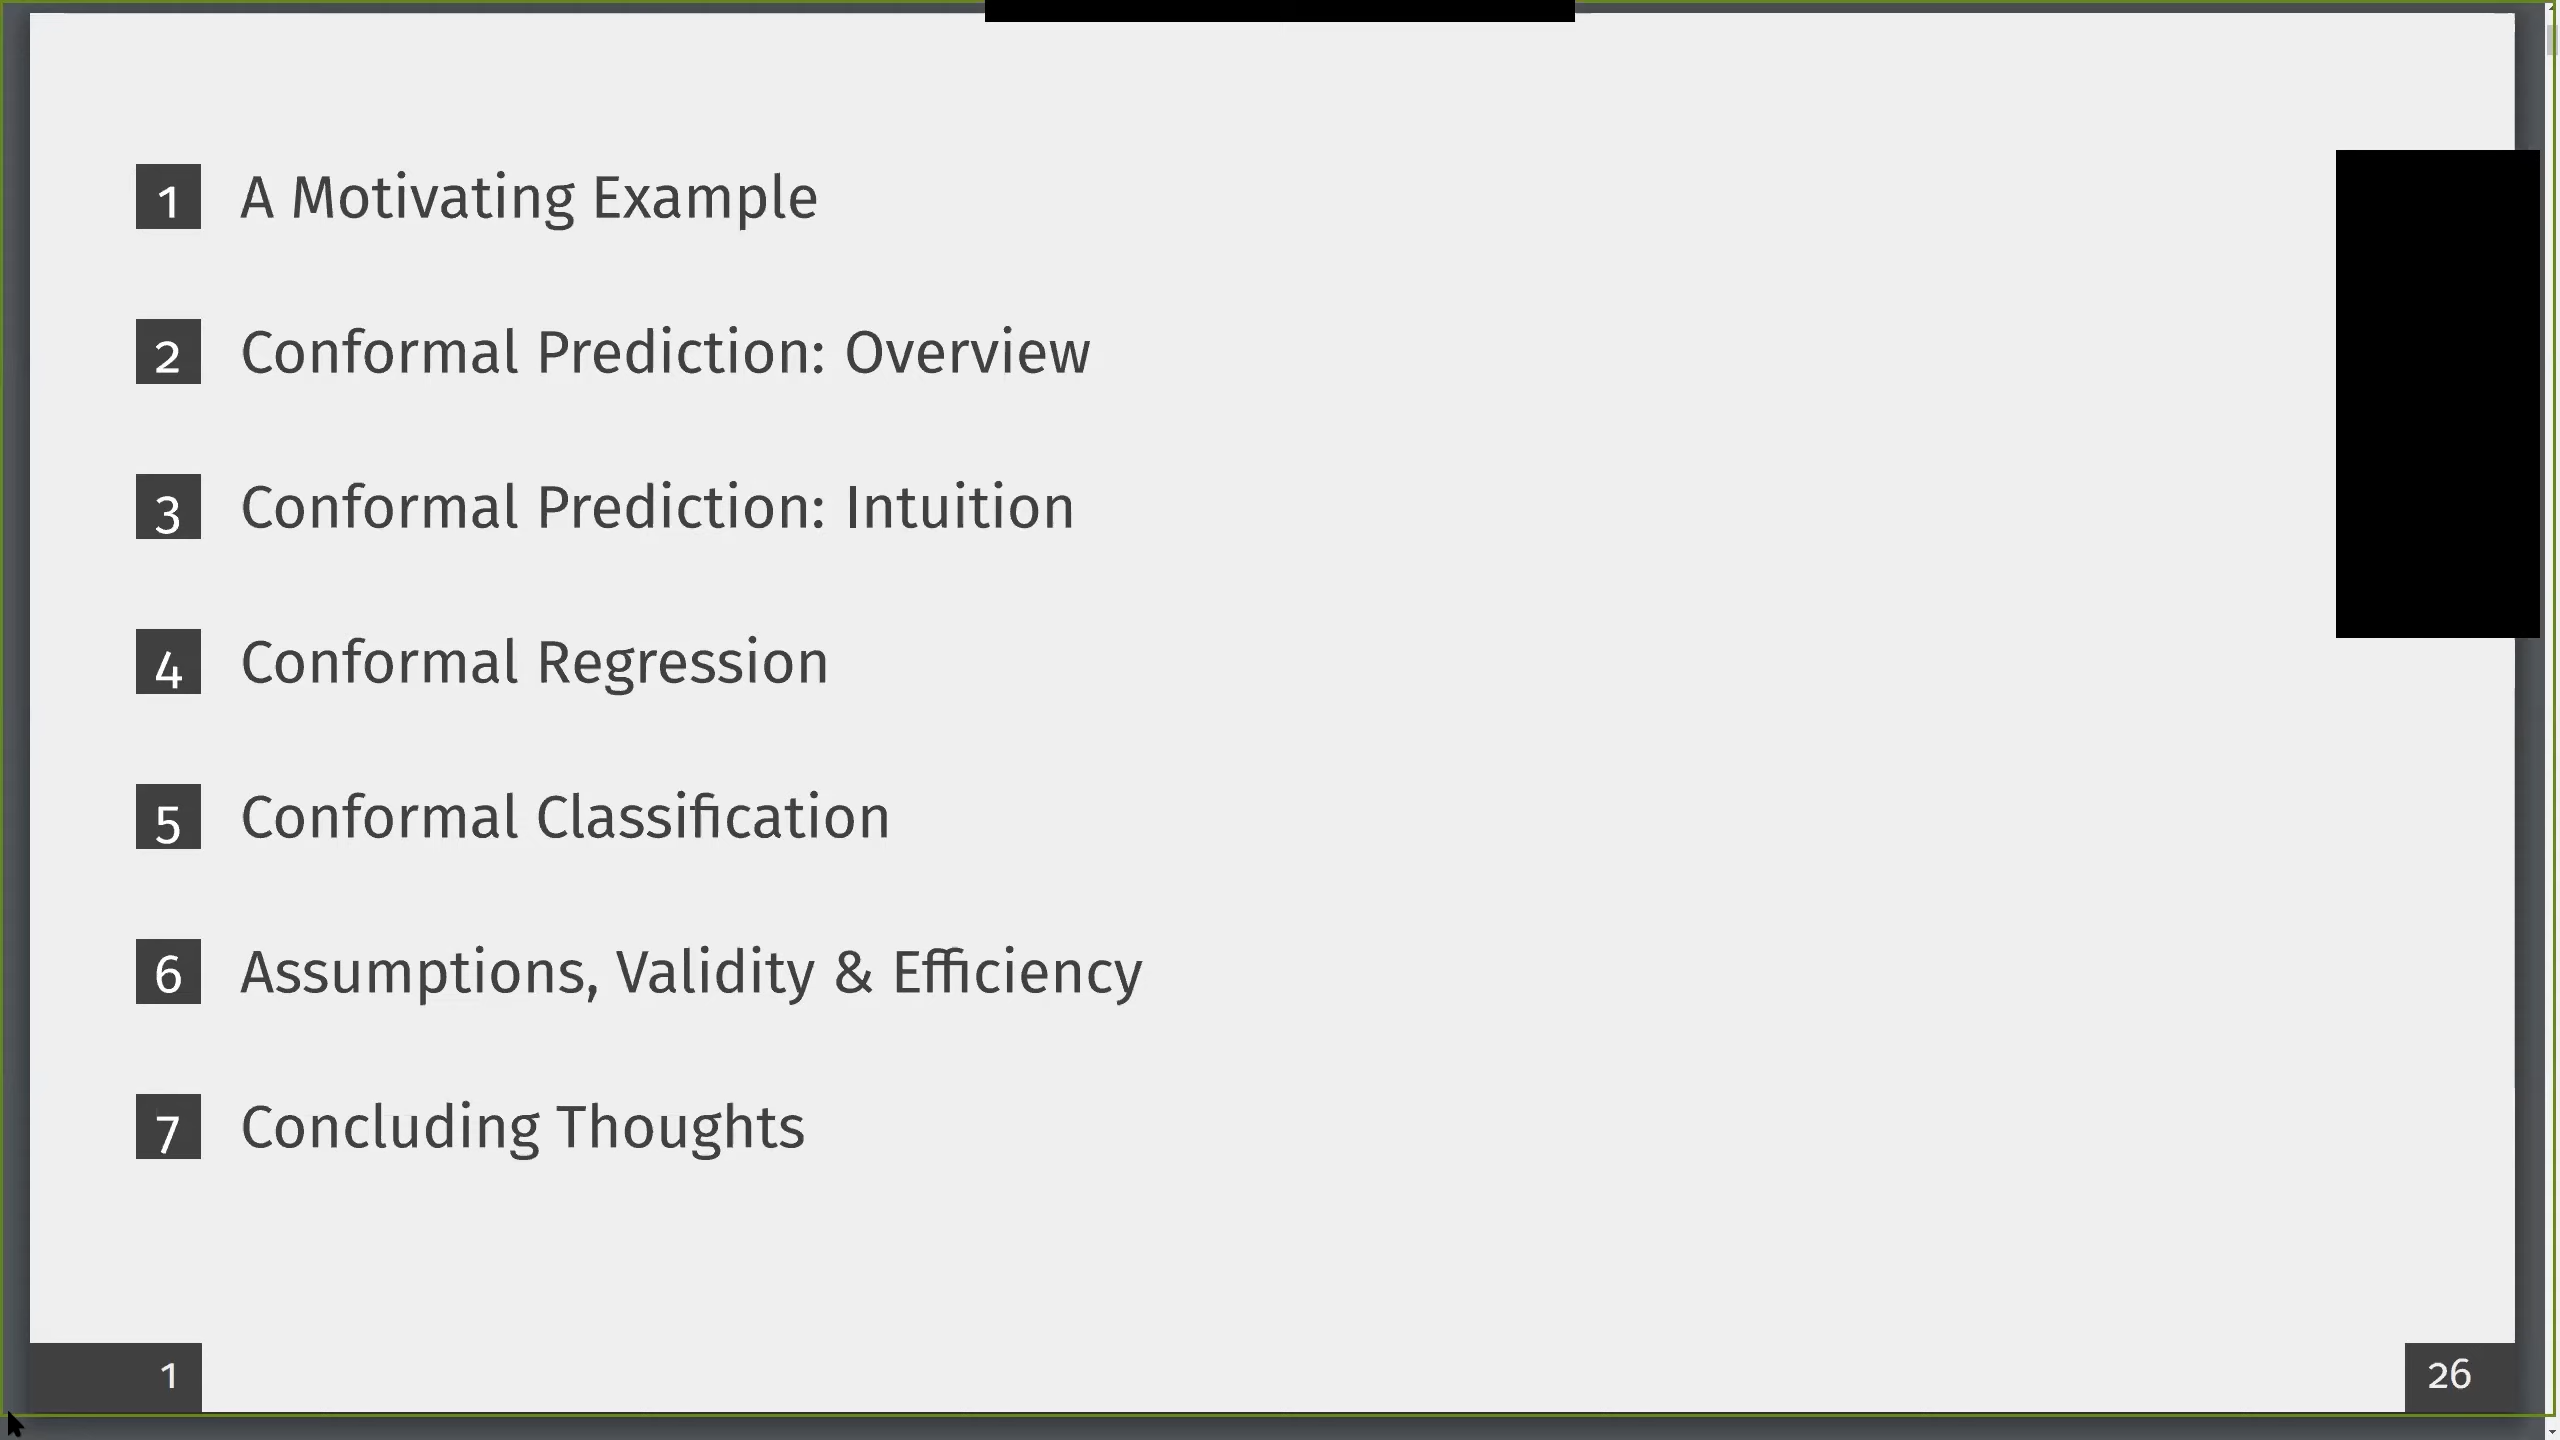 1 A Motivating Example
2 Conformal Prediction: Overview
3 Conformal Prediction: Intuition
4 Conformal Regression
5 Conformal Classification
6 Assumptions, Validity & Efficiency
7 Concluding Thoughts
1
26